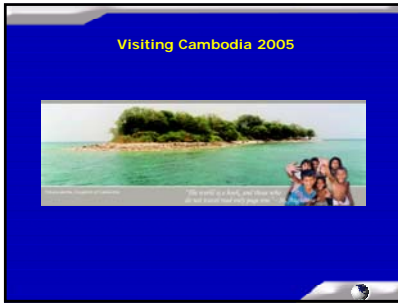 Visiting Cambodia 2005
"The world is a book, and those who
do not travel read only page one."